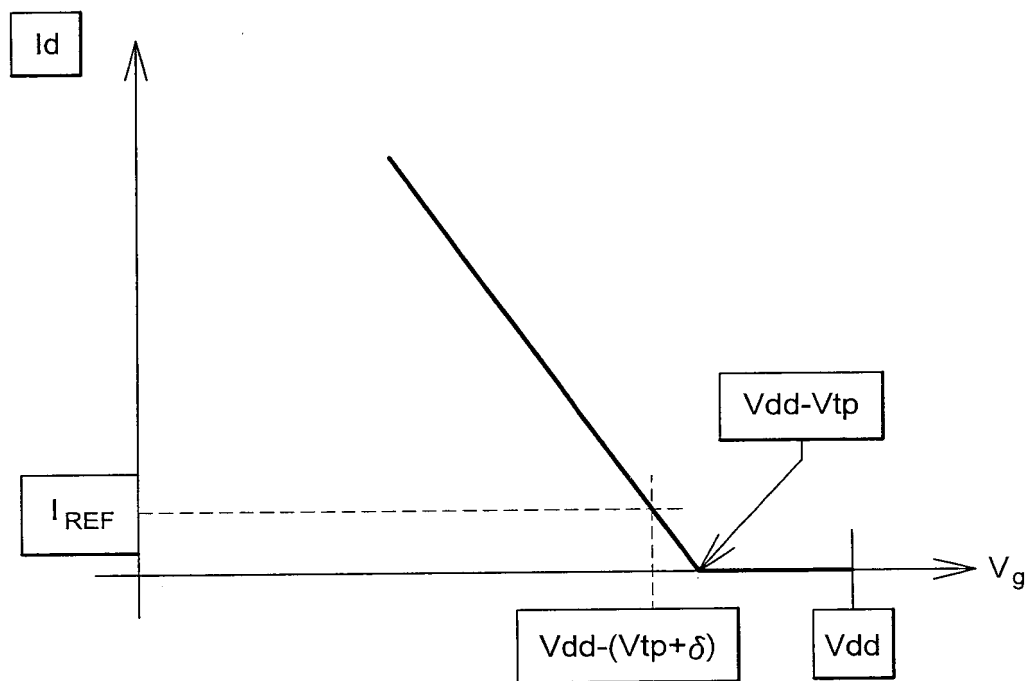 Id
Vdd-Vtp
I REF
V g
Vdd-(Vtp+δ)
Vdd